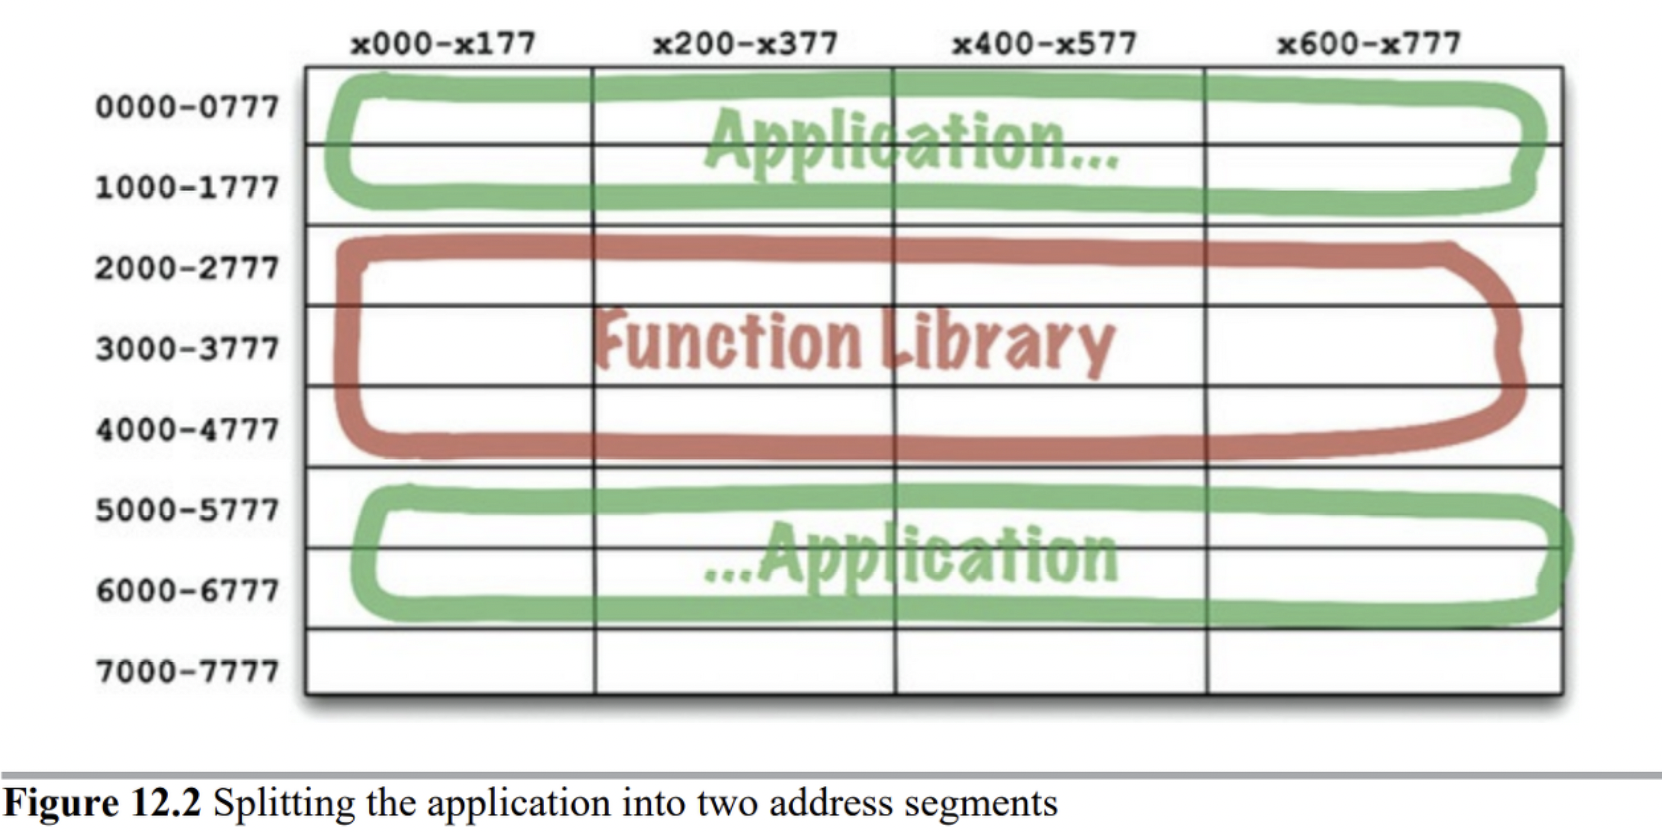 x000-x177 x200-x377 x400-x577 x600-x777
0000-0777
Application...
1000-1777
2000-2777
3000-3777 Function Library
4000-4777
5000-5777
...Application
6000-6777
7000-7777
Figure 12.2 Splitting the application into two address segments